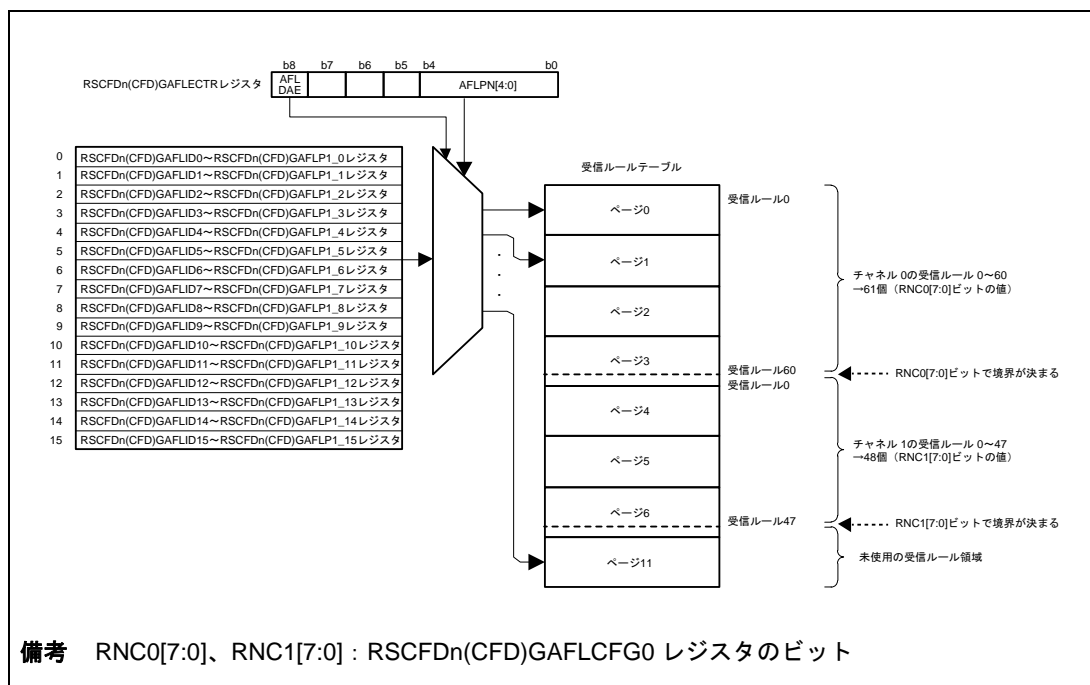 b8 b7 b6 b5 b4 b0
RSCFDn(CFD)GAFLECTRレジスタ
AFL
DAE
AFLPN[4:0]
0 RSCFDn(CFD)GAFLID0～RSCFDn(CFD)GAFLP1_0レジスタ
1 RSCFDn(CFD)GAFLID1～RSCFDn(CFD)GAFLP1_1レジスタ
2 RSCFDn(CFD)GAFLID2～RSCFDn(CFD)GAFLP1_2レジスタ
3 RSCFDn(CFD)GAFLID3～RSCFDn(CFD)GAFLP1_3レジスタ
4 RSCFDn(CFD)GAFLID4～RSCFDn(CFD)GAFLP1_4レジスタ
5 RSCFDn(CFD)GAFLID5～RSCFDn(CFD)GAFLP1_5レジスタ
6 RSCFDn(CFD)GAFLID6～RSCFDn(CFD)GAFLP1_6レジスタ
7 RSCFDn(CFD)GAFLID7～RSCFDn(CFD)GAFLP1_7レジスタ
8 RSCFDn(CFD)GAFLID8～RSCFDn(CFD)GAFLP1_8レジスタ
9 RSCFDn(CFD)GAFLID9～RSCFDn(CFD)GAFLP1_9レジスタ
10 RSCFDn(CFD)GAFLID10～RSCFDn(CFD)GAFLP1_10レジスタ
11 RSCFDn(CFD)GAFLID11～RSCFDn(CFD)GAFLP1_11レジスタ
12 RSCFDn(CFD)GAFLID12～RSCFDn(CFD)GAFLP1_12レジスタ
13 RSCFDn(CFD)GAFLID13～RSCFDn(CFD)GAFLP1_13レジスタ
14 RSCFDn(CFD)GAFLID14～RSCFDn(CFD)GAFLP1_14レジスタ
15 RSCFDn(CFD)GAFLID15～RSCFDn(CFD)GAFLP1_15レジスタ
受信ルールテーブル
ページ0
ページ1
ページ2
ページ3
ページ4
ページ5
ページ6
ページ11
受信ルール0
受信ルール60
受信ルール0
受信ルール47
チャネル 0の受信ルール 0～60
→61個（RNC0[7:0]ビットの値）
RNC0[7:0]ビットで境界が決まる
チャネル 1の受信ルール 0～47
→48個（RNC1[7:0]ビットの値）
RNC1[7:0]ビットで境界が決まる
未使用の受信ルール領域
備考 RNC0[7:0]、RNC1[7:0]：RSCFDn(CFD)GAFLCFG0 レジスタのビット